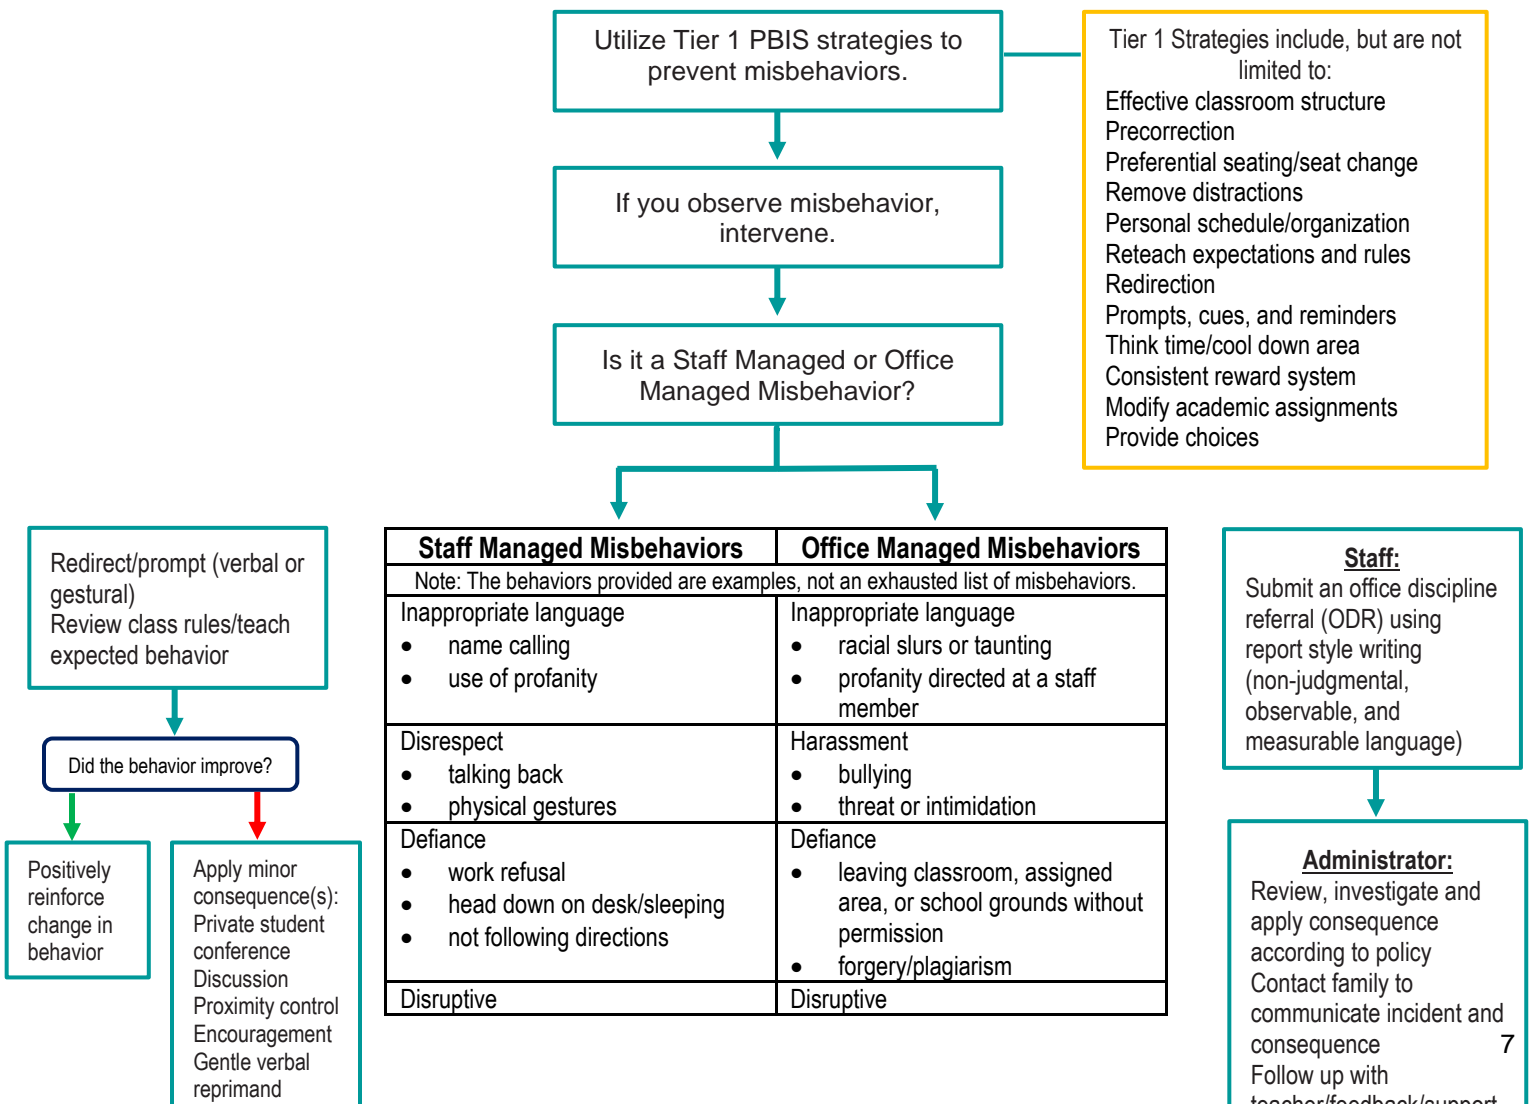 Utilize Tier 1 PBIS strategies to
prevent misbehaviors.
Tier 1 Strategies include, but are not
limited to:
Effective classroom structure
Precorrection
Preferential seating/seat change
Remove distractions
Personal schedule/organization
Reteach expectations and rules
Redirection
Prompts, cues, and reminders
Think time/cool down area
Consistent reward system
Modify academic assignments
Provide choices
If you observe misbehavior,
intervene.
Is it a Staff Managed or Office
Managed Misbehavior?
Redirect/prompt (verbal or
gestural)
Review class rules/teach
expected behavior
Did the behavior improve?
Positively
reinforce
change in
behavior
Apply minor
consequence(s):
Private student
conference
Discussion
Proximity control
Encouragement
Gentle verbal
reprimand
Staff Managed Misbehaviors
Office Managed Misbehaviors
Note: The behaviors provided are examples, not an exhausted list of misbehaviors.
Inappropriate language
• name calling
• use of profanity
Inappropriate language
• racial slurs or taunting
• profanity directed at a staff
member
Disrespect
• talking back
• physical gestures
Harassment
• bullying
• threat or intimidation
Defiance
• work refusal
• head down on desk/sleeping
• not following directions
Defiance
• leaving classroom, assigned
area, or school grounds without
permission
• forgery/plagiarism
Disruptive
Disruptive
Staff:
Submit an office discipline
referral (ODR) using
report style writing
(non-judgmental,
observable, and
measurable language)
Administrator:
Review, investigate and
apply consequence
according to policy
Contact family to
communicate incident and
consequence
Follow up with
teacher/feedback/support
7